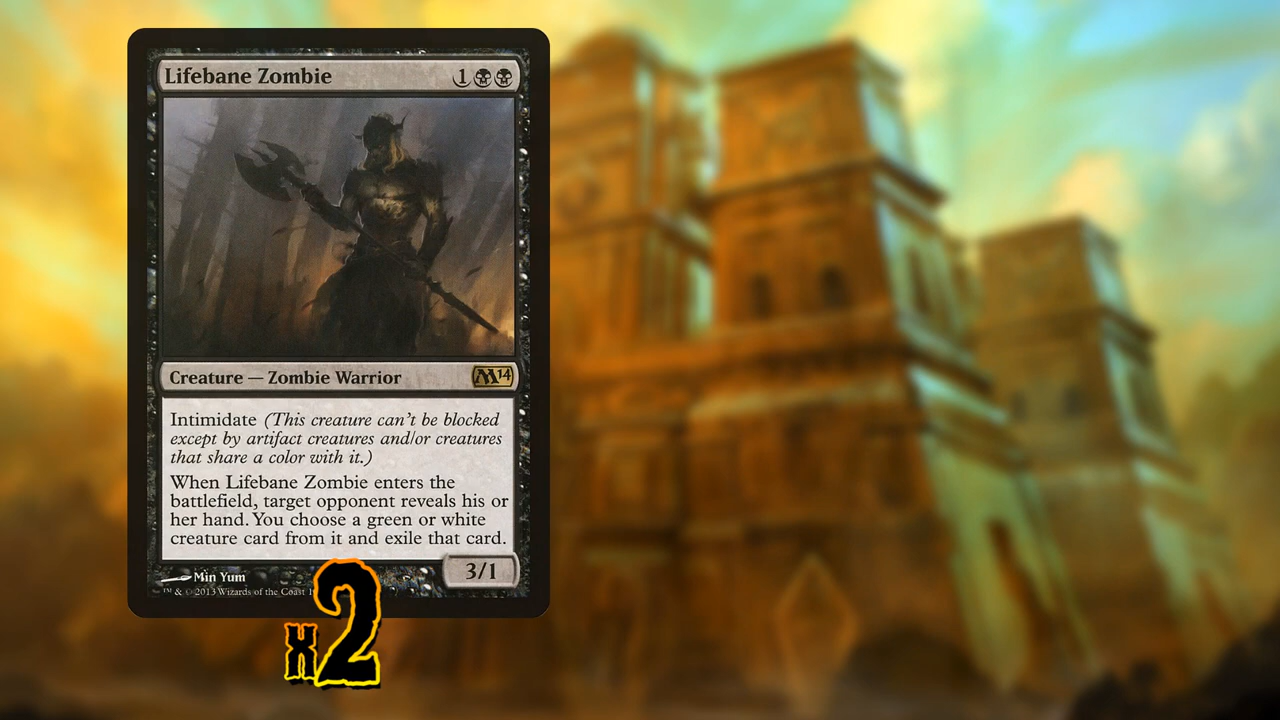 Lifebane Zombie 1
Creature — Zombie Warrior M14
Intimidate (This creature can't be blocked
except by artifact creatures and/or creatures
that share a color with it.)
When Lifebane Zombie enters the
battlefield, target opponent reveals his or
her hand. You choose a green or white
creature card from it and exile that card.
3/1
Min Yum
™ & © 2013 Wizards of the Coast
x2